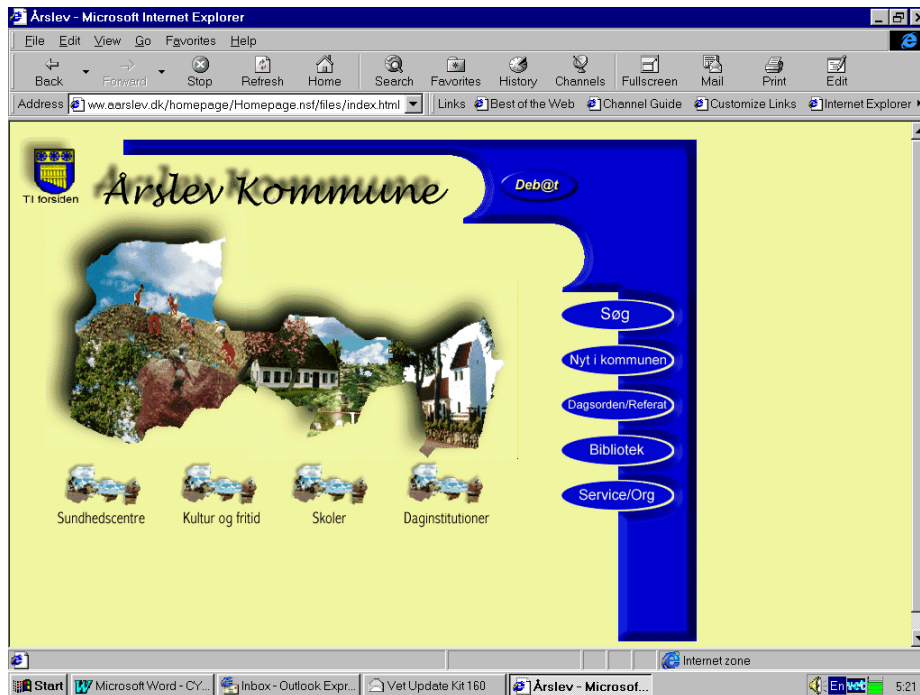 Årslev - Microsoft Internet Explorer
File Edit View Go Favorites Help
Back Forward Stop Refresh Home Search Favorites History Channels Fullscreen Mail Print Edit
Address ww.aarslev.dk/homepage/Homepage.nsf/files/index.html Links Best of the Web Channel Guide Customize Links Internet Explorer
Til forsiden
Årslev Kommune
Deb@t
Søg
Nyt i kommunen
Dagsorden/Referat
Bibliotek
Service/Org
Sundhedscentre Kultur og fritid Skoler Daginstitutioner
Internet zone
Start Microsoft Word - CY... Inbox - Outlook Expr... Vet Update Kit 160 Årslev - Microsof... En vet 5:21